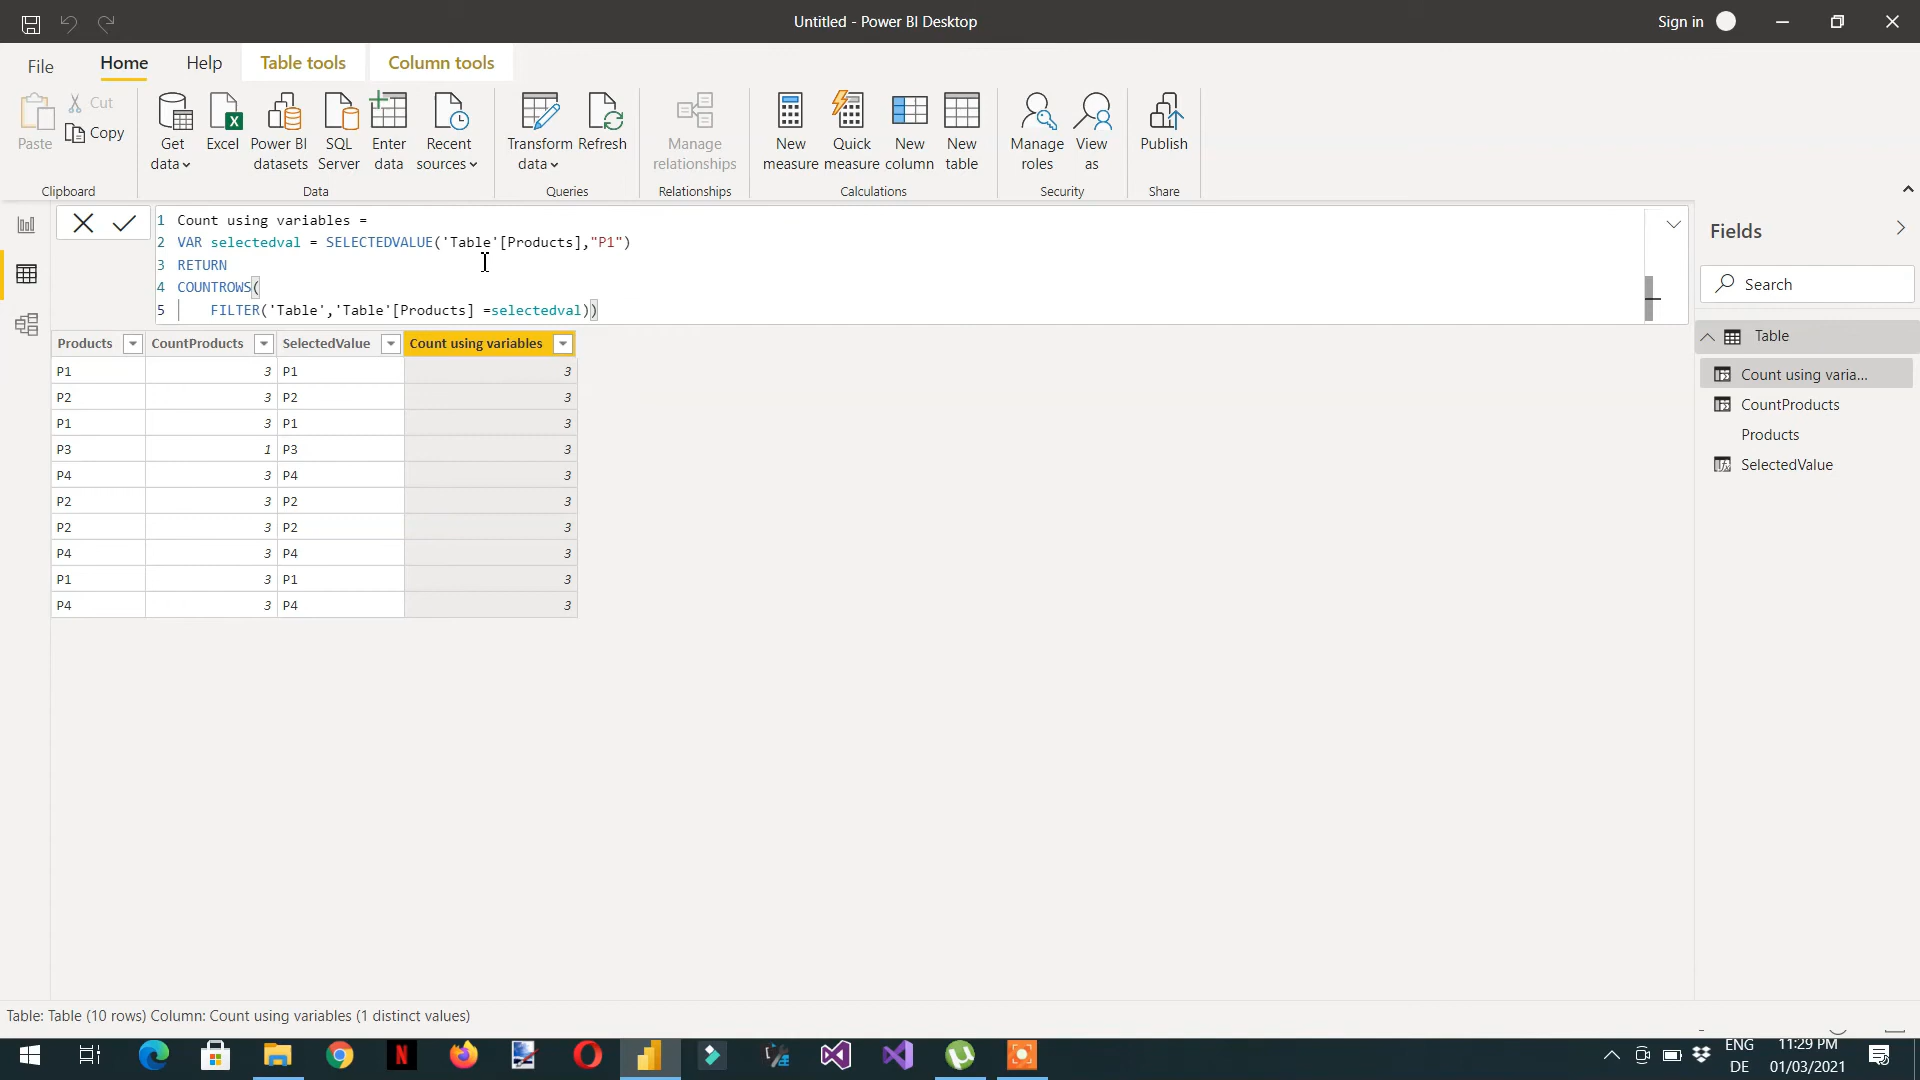 Untitled - Power BI Desktop
Sign in
File
Home
Help
Table tools
Column tools
Paste
Cut
Copy
Get data
Excel
Power BI datasets
SQL Server
Enter data
Recent sources
Transform data
Refresh
Manage relationships
New measure
Quick measure
New column
New table
Manage roles
View as
Publish
Clipboard
Data
Queries
Relationships
Calculations
Security
Share
1 Count using variables =
2 VAR selectedval = SELECTEDVALUE('Table'[Products],"P1")
3 RETURN
4 COUNTROWS(
5 FILTER('Table','Table'[Products] =selectedval))
Products CountProducts SelectedValue Count using variables
P1 3 P1 3
P2 3 P2 3
P1 3 P1 3
P3 1 P3 3
P4 3 P4 3
P2 3 P2 3
P2 3 P2 3
P4 3 P4 3
P1 3 P1 3
P4 3 P4 3
Fields
Search
Table
Count using varia...
CountProducts
Products
SelectedValue
Table: Table (10 rows) Column: Count using variables (1 distinct values)
ENG
DE
11:29 PM
01/03/2021